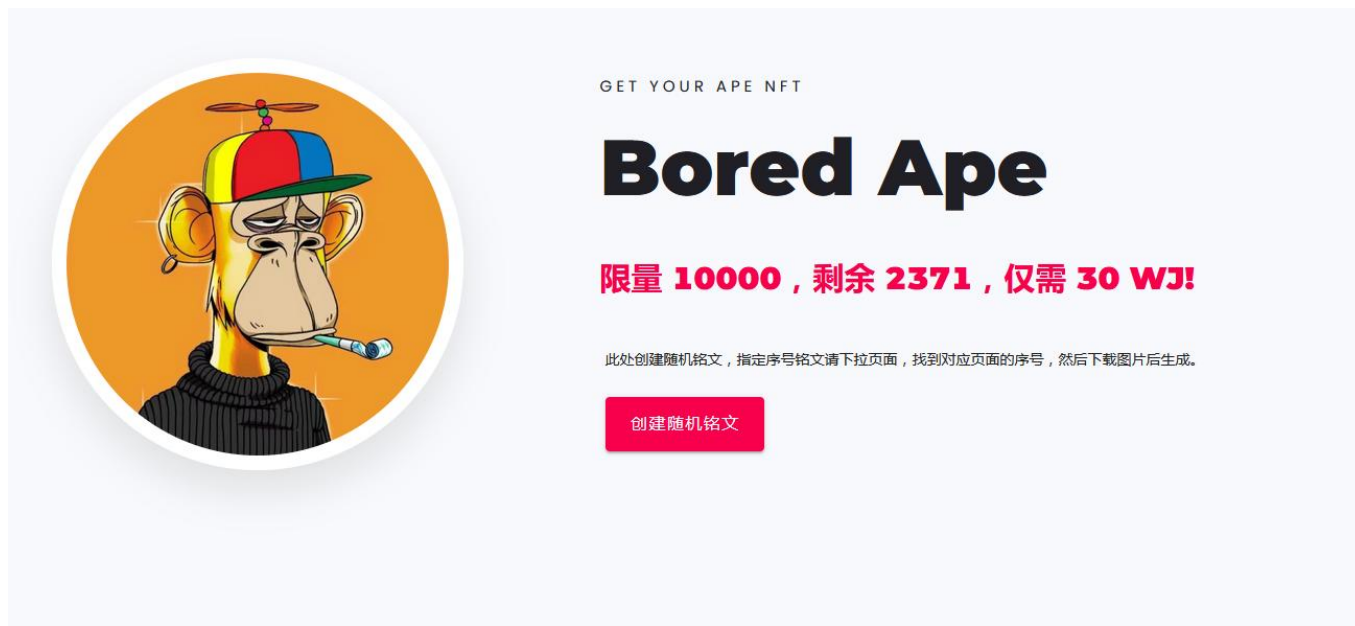 GET YOUR APE NFT
Bored Ape
限量 10000，剩余 2371，仅需 30 WJ!
此处创建随机铭文，指定序号铭文请下拉页面，找到对应页面的序号，然后下载图片后生成。
创建随机铭文